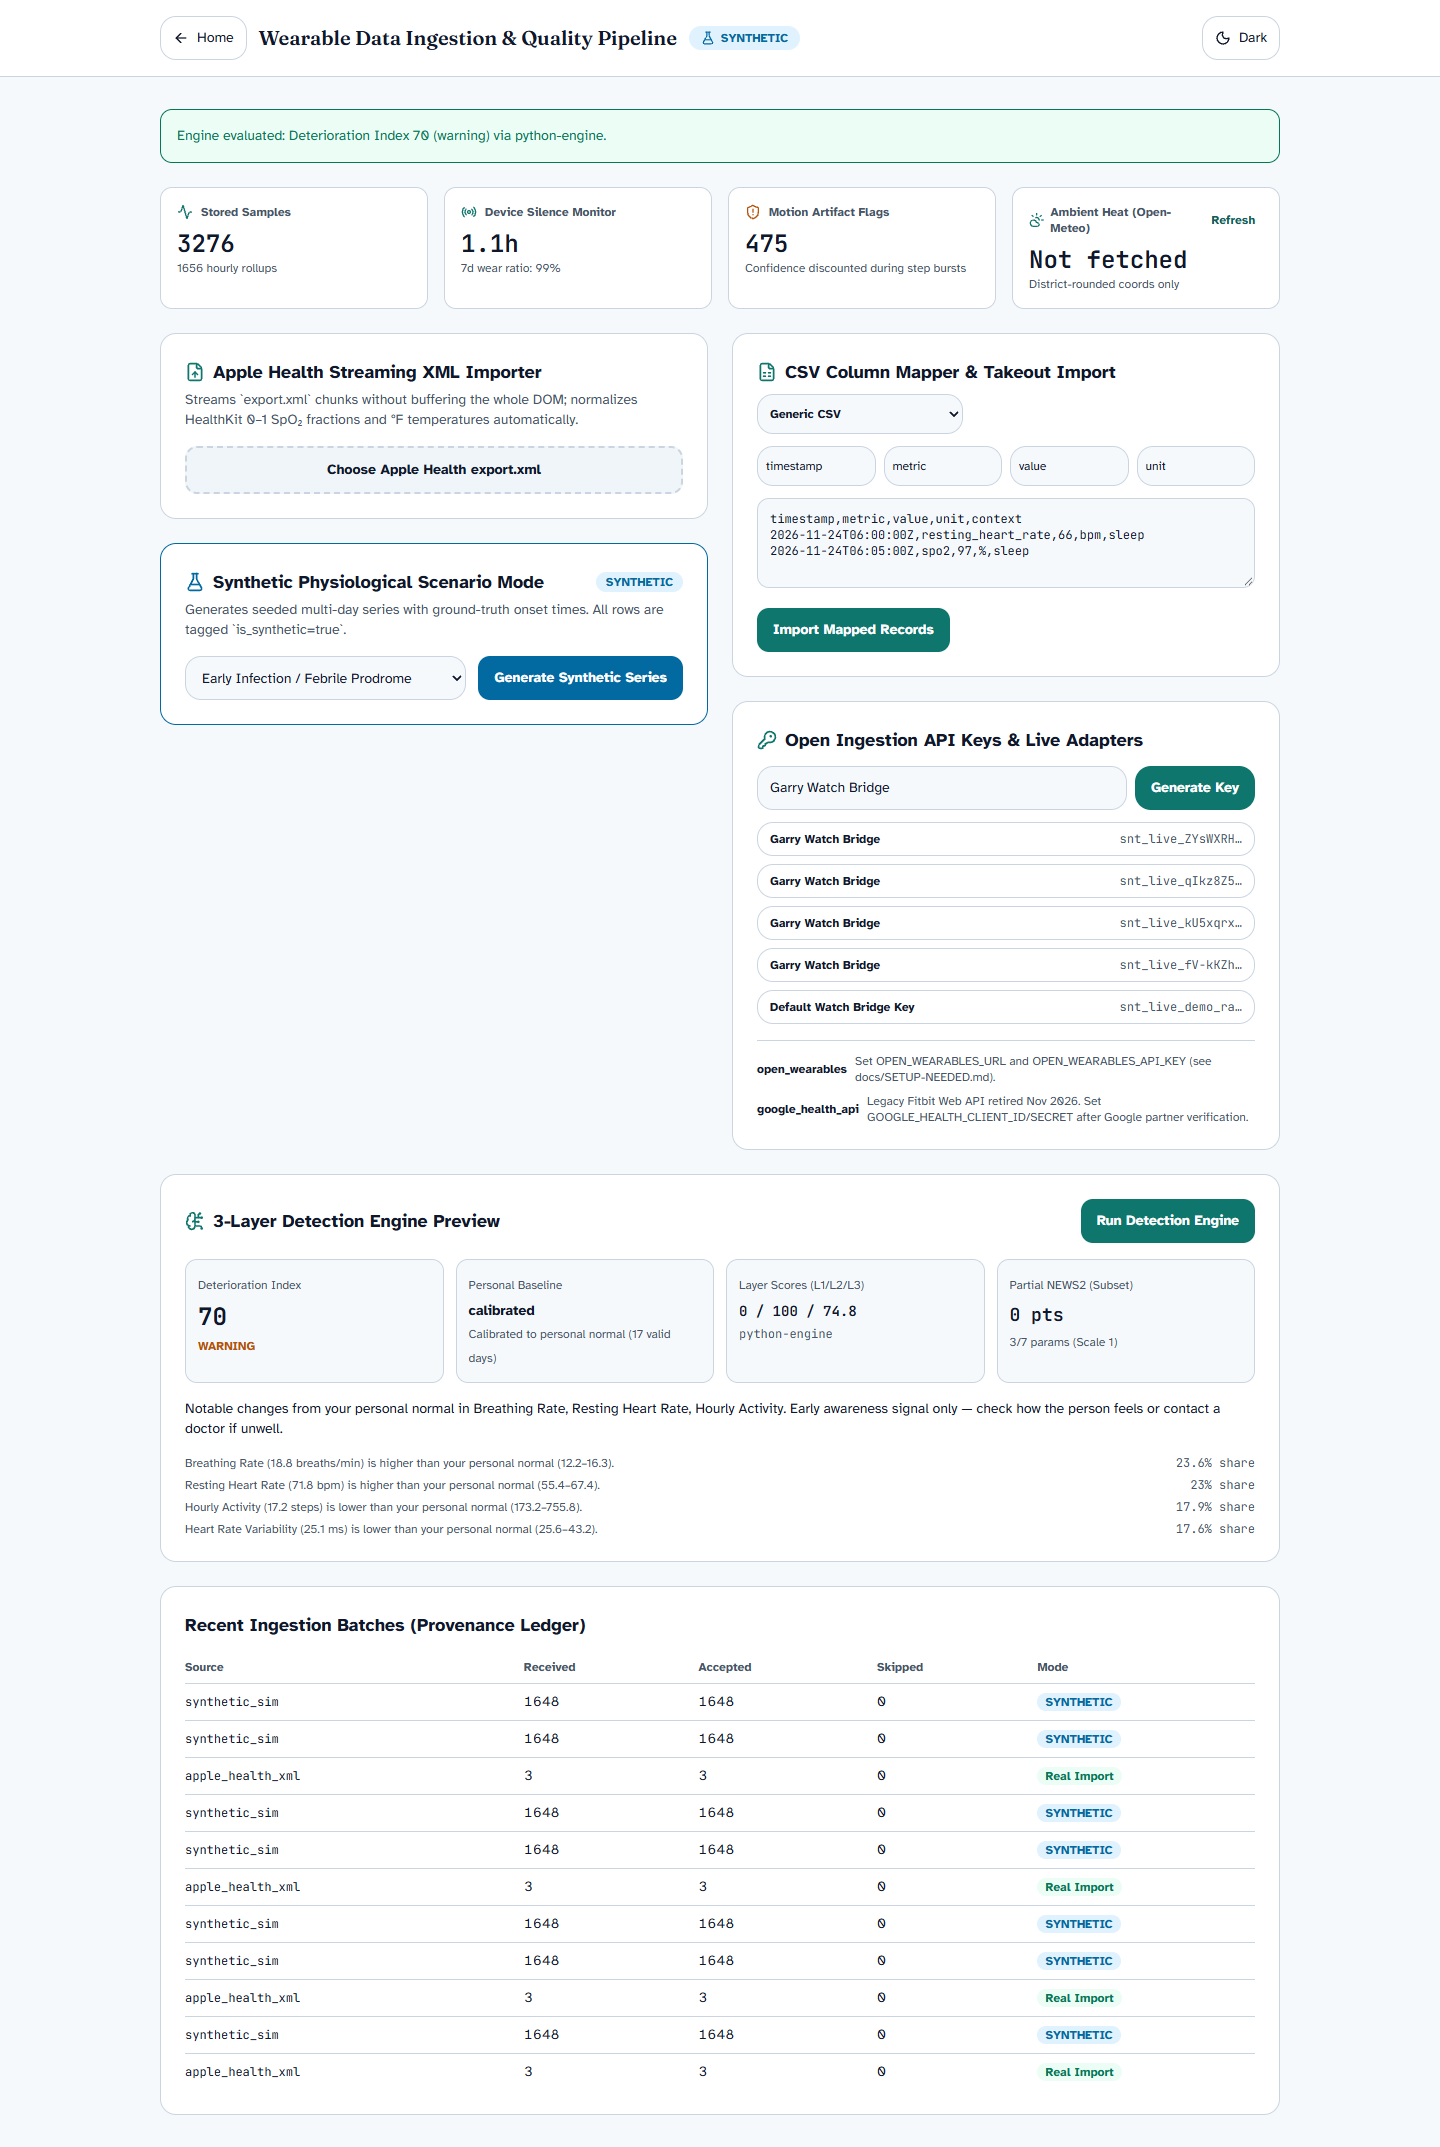 Home
Wearable Data Ingestion & Quality Pipeline
SYNTHETIC
Dark
Engine evaluated: Deterioration Index 70 (warning) via python-engine.
Stored Samples
3276
1656 hourly rollups
Device Silence Monitor
1.1h
7d wear ratio: 99%
Motion Artifact Flags
475
Confidence discounted during step bursts
Ambient Heat (Open-
Meteo)
Refresh
Not fetched
District-rounded coords only
Apple Health Streaming XML Importer
Streams `export.xml` chunks without buffering the whole DOM; normalizes
HealthKit 0–1 SpO₂ fractions and °F temperatures automatically.
Choose Apple Health export.xml
Synthetic Physiological Scenario Mode
SYNTHETIC
Generates seeded multi-day series with ground-truth onset times. All rows are
tagged `is_synthetic=true`.
Early Infection / Febrile Prodrome
Generate Synthetic Series
CSV Column Mapper & Takeout Import
Generic CSV
timestamp
metric
value
unit
timestamp,metric,value,unit,context
2026-11-24T06:00:00Z,resting_heart_rate,66,bpm,sleep
2026-11-24T06:05:00Z,spo2,97,%,sleep
Import Mapped Records
Open Ingestion API Keys & Live Adapters
Garry Watch Bridge
Generate Key
Garry Watch Bridge snt_live_ZYsWXRH…
Garry Watch Bridge snt_live_qIkz8Z5…
Garry Watch Bridge snt_live_kU5xqrx…
Garry Watch Bridge snt_live_fV-kKZh…
Default Watch Bridge Key snt_live_demo_ra…
open_wearables
Set OPEN_WEARABLES_URL and OPEN_WEARABLES_API_KEY (see
docs/SETUP-NEEDED.md).
google_health_api
Legacy Fitbit Web API retired Nov 2026. Set
GOOGLE_HEALTH_CLIENT_ID/SECRET after Google partner verification.
3-Layer Detection Engine Preview
Run Detection Engine
Deterioration Index
70
WARNING
Personal Baseline
calibrated
Calibrated to personal normal (17 valid
days)
Layer Scores (L1/L2/L3)
0 / 100 / 74.8
python-engine
Partial NEWS2 (Subset)
0 pts
3/7 params (Scale 1)
Notable changes from your personal normal in Breathing Rate, Resting Heart Rate, Hourly Activity. Early awareness signal only — check how the person feels or contact a
doctor if unwell.
Breathing Rate (18.8 breaths/min) is higher than your personal normal (12.2–16.3). 23.6% share
Resting Heart Rate (71.8 bpm) is higher than your personal normal (55.4–67.4). 23% share
Hourly Activity (17.2 steps) is lower than your personal normal (173.2–755.8). 17.9% share
Heart Rate Variability (25.1 ms) is lower than your personal normal (25.6–43.2). 17.6% share
Recent Ingestion Batches (Provenance Ledger)
Source Received Accepted Skipped Mode
synthetic_sim 1648 1648 0 SYNTHETIC
synthetic_sim 1648 1648 0 SYNTHETIC
apple_health_xml 3 3 0 Real Import
synthetic_sim 1648 1648 0 SYNTHETIC
synthetic_sim 1648 1648 0 SYNTHETIC
apple_health_xml 3 3 0 Real Import
synthetic_sim 1648 1648 0 SYNTHETIC
synthetic_sim 1648 1648 0 SYNTHETIC
apple_health_xml 3 3 0 Real Import
synthetic_sim 1648 1648 0 SYNTHETIC
apple_health_xml 3 3 0 Real Import